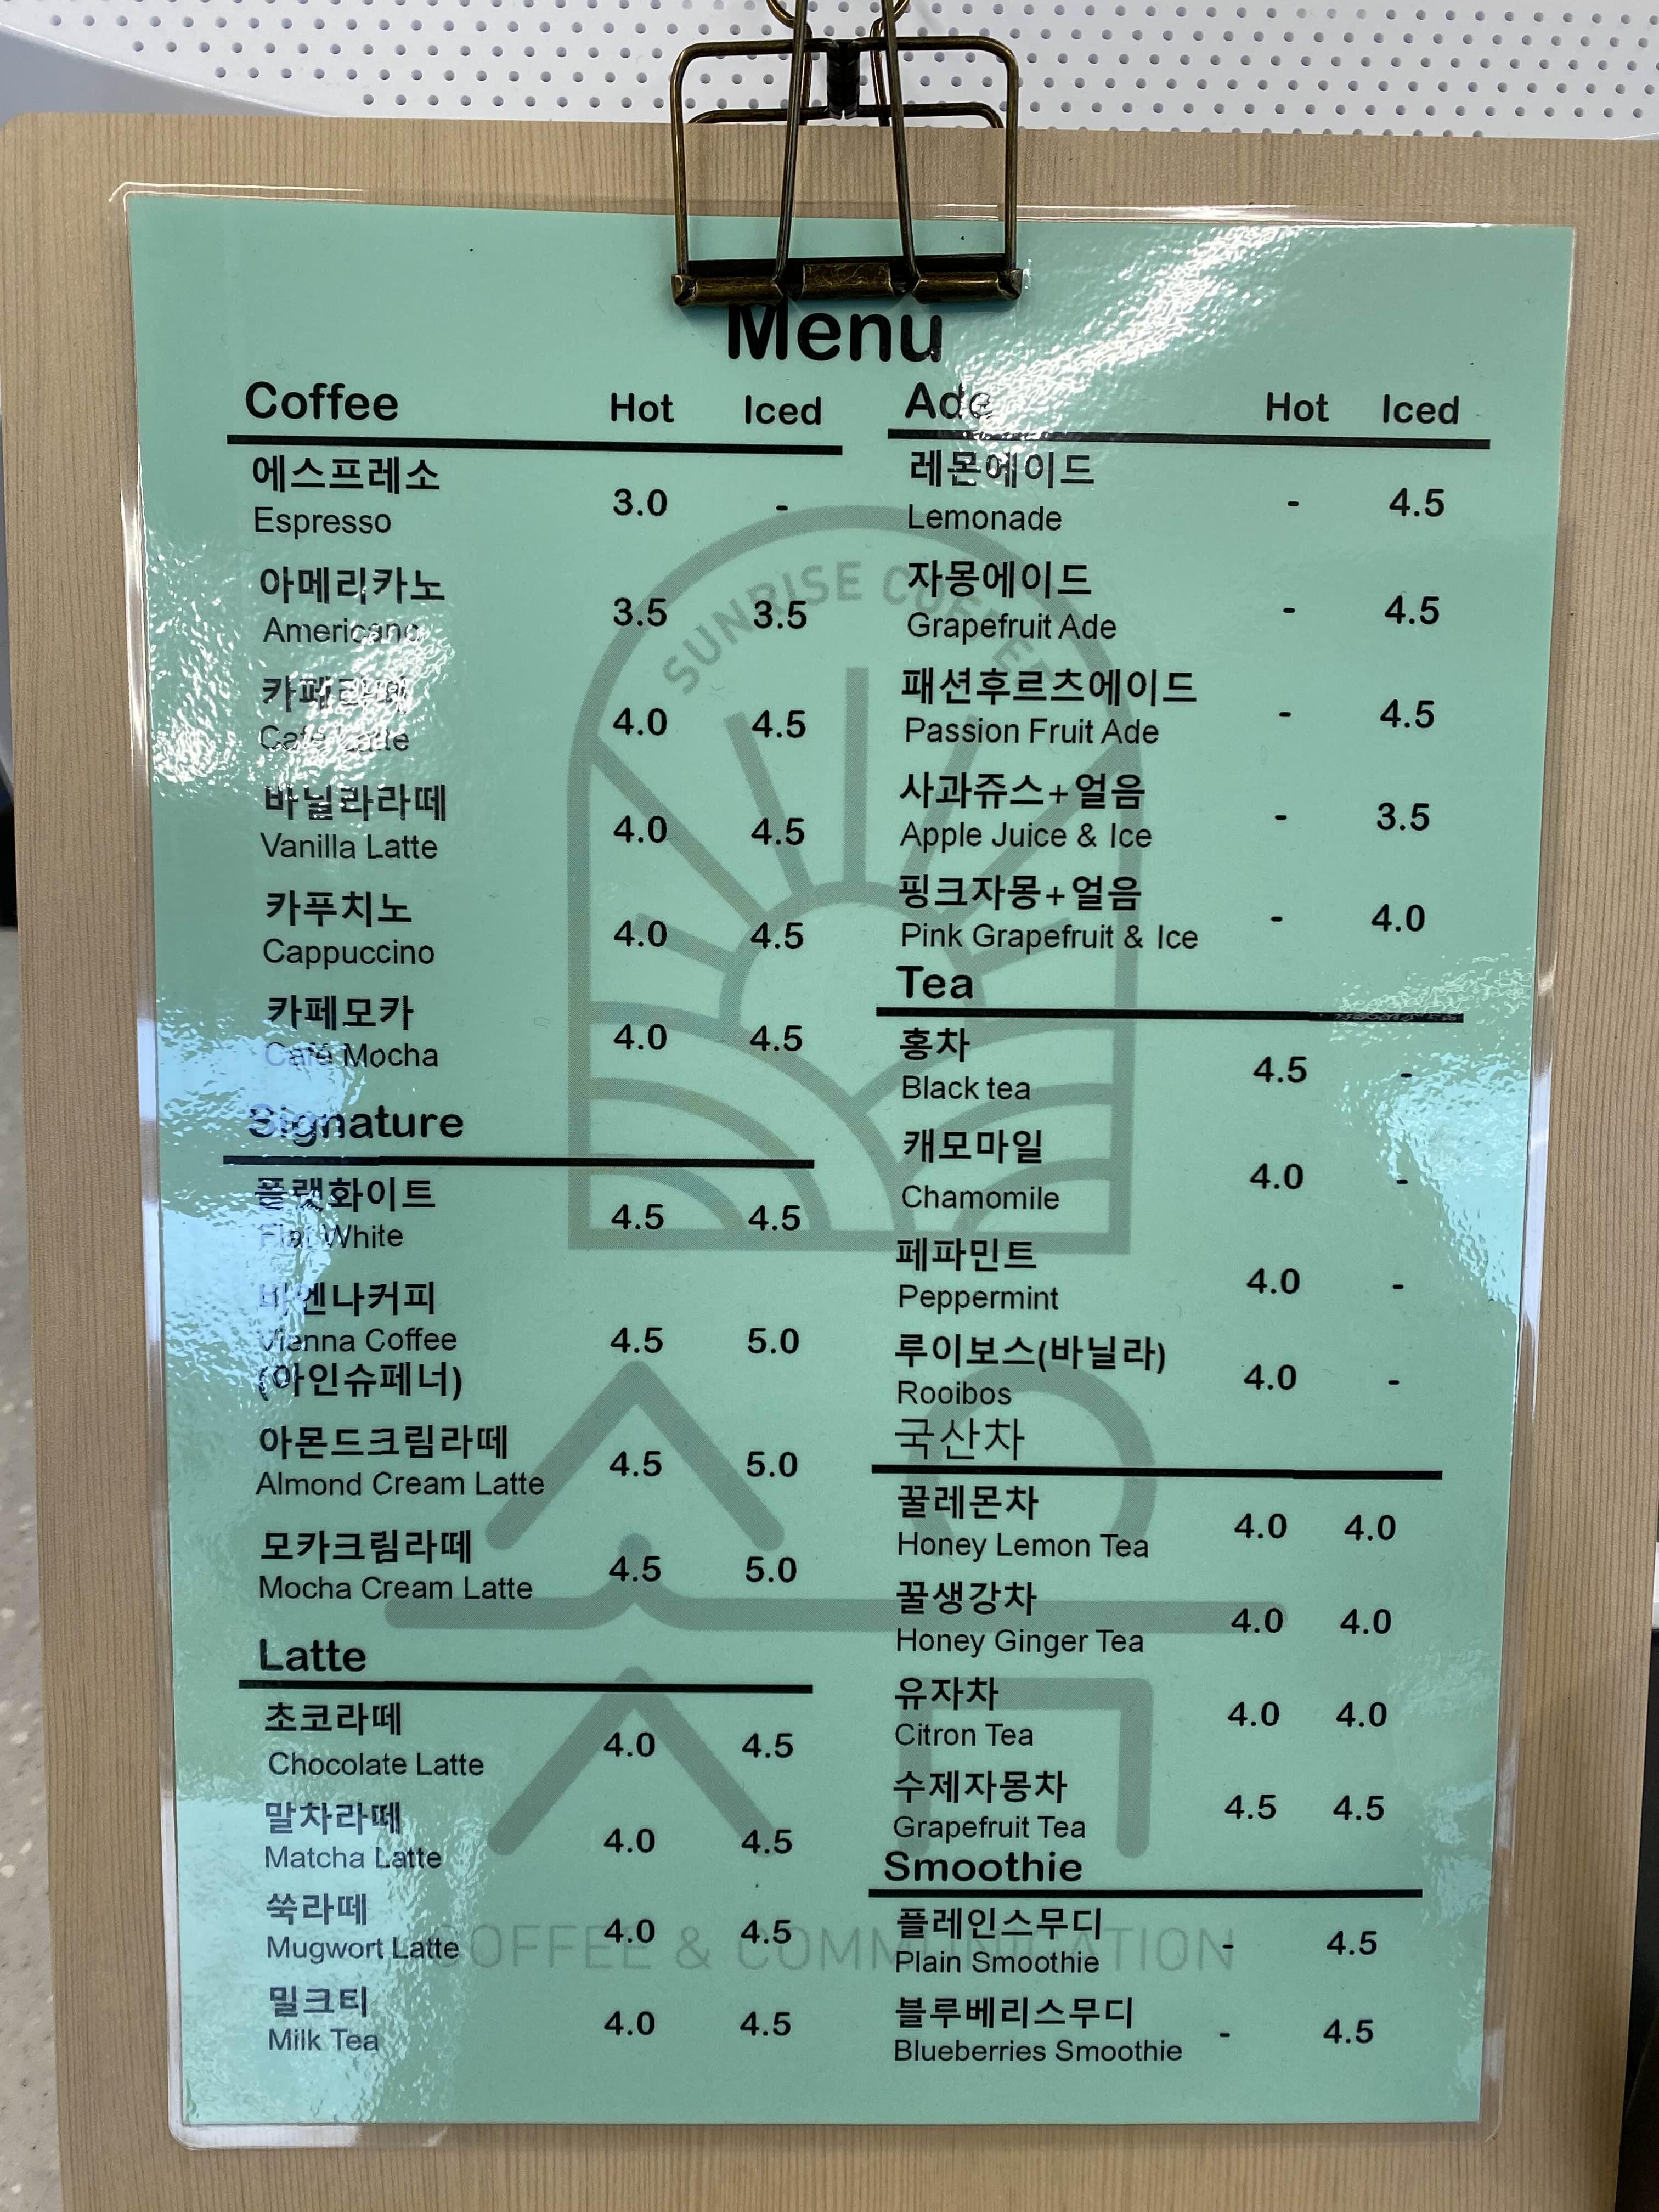 Menu
Coffee Hot Iced
에스프레소
Espresso 3.0 -
아메리카노
Americano 3.5 3.5
카페라떼
Café Latte 4.0 4.5
바닐라라떼
Vanilla Latte 4.0 4.5
카푸치노
Cappuccino 4.0 4.5
카페모카
Café Mocha 4.0 4.5
Signature
플랫화이트
Flat White 4.5 4.5
비엔나커피
Vienna Coffee 4.5 5.0
(아인슈페너)
아몬드크림라떼
Almond Cream Latte 4.5 5.0
모카크림라떼
Mocha Cream Latte 4.5 5.0
Latte
초코라떼
Chocolate Latte 4.0 4.5
말차라떼
Matcha Latte 4.0 4.5
쑥라떼
Mugwort Latte 4.0 4.5
밀크티
Milk Tea 4.0 4.5
Ade Hot Iced
레몬에이드
Lemonade - 4.5
자몽에이드
Grapefruit Ade - 4.5
패션후르츠에이드
Passion Fruit Ade - 4.5
사과쥬스+얼음
Apple Juice & Ice - 3.5
핑크자몽+얼음
Pink Grapefruit & Ice - 4.0
Tea
홍차
Black tea 4.5 -
캐모마일
Chamomile 4.0 -
페파민트
Peppermint 4.0 -
루이보스(바닐라)
Rooibos 4.0 -
국산차
꿀레몬차
Honey Lemon Tea 4.0 4.0
꿀생강차
Honey Ginger Tea 4.0 4.0
유자차
Citron Tea 4.0 4.0
수제자몽차
Grapefruit Tea 4.5 4.5
Smoothie
플레인스무디
Plain Smoothie - 4.5
블루베리스무디
Blueberries Smoothie - 4.5
SUNRISE COFFEE
COFFEE & COMMUNICATION